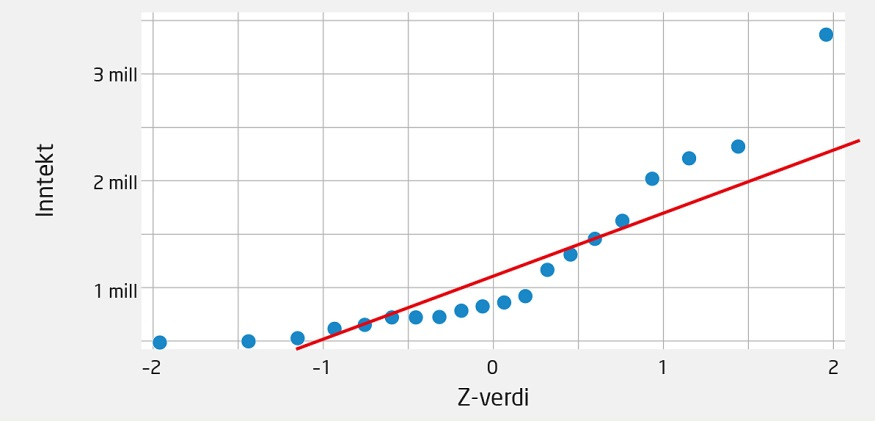 3 mill
2 mill
1 mill
Inntekt
-2 -1 0 1 2
Z-verdi